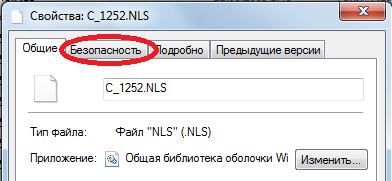 Свойства: C_1252.NLS
Общие Безопасность Подробно Предыдущие версии
C_1252.NLS
Тип файла: Файл "NLS" (.NLS)
Приложение: Общая библиотека оболочки Wi Изменить...